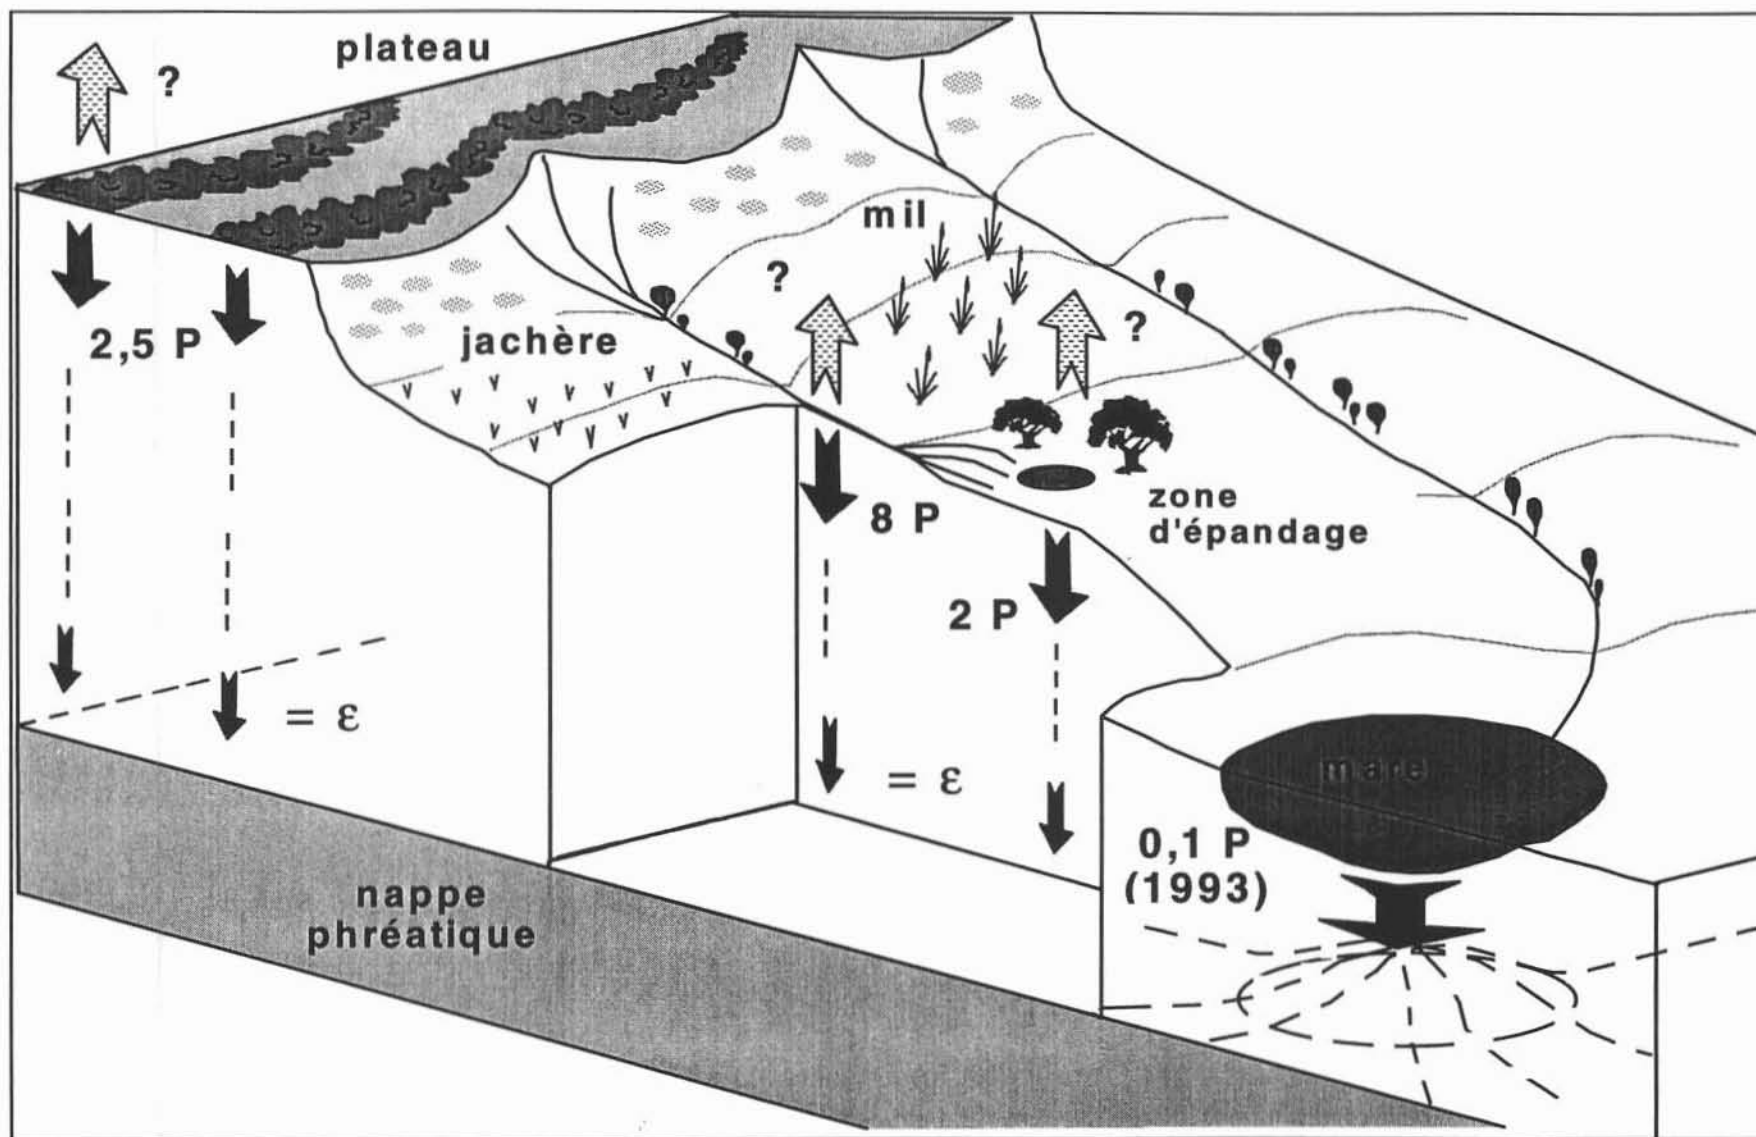 plateau
?
mil
?
2,5 P
jachère
?
8 P
zone
d'épandage
2 P
= ε
= ε
mare
0,1 P
(1993)
nappe
phréatique